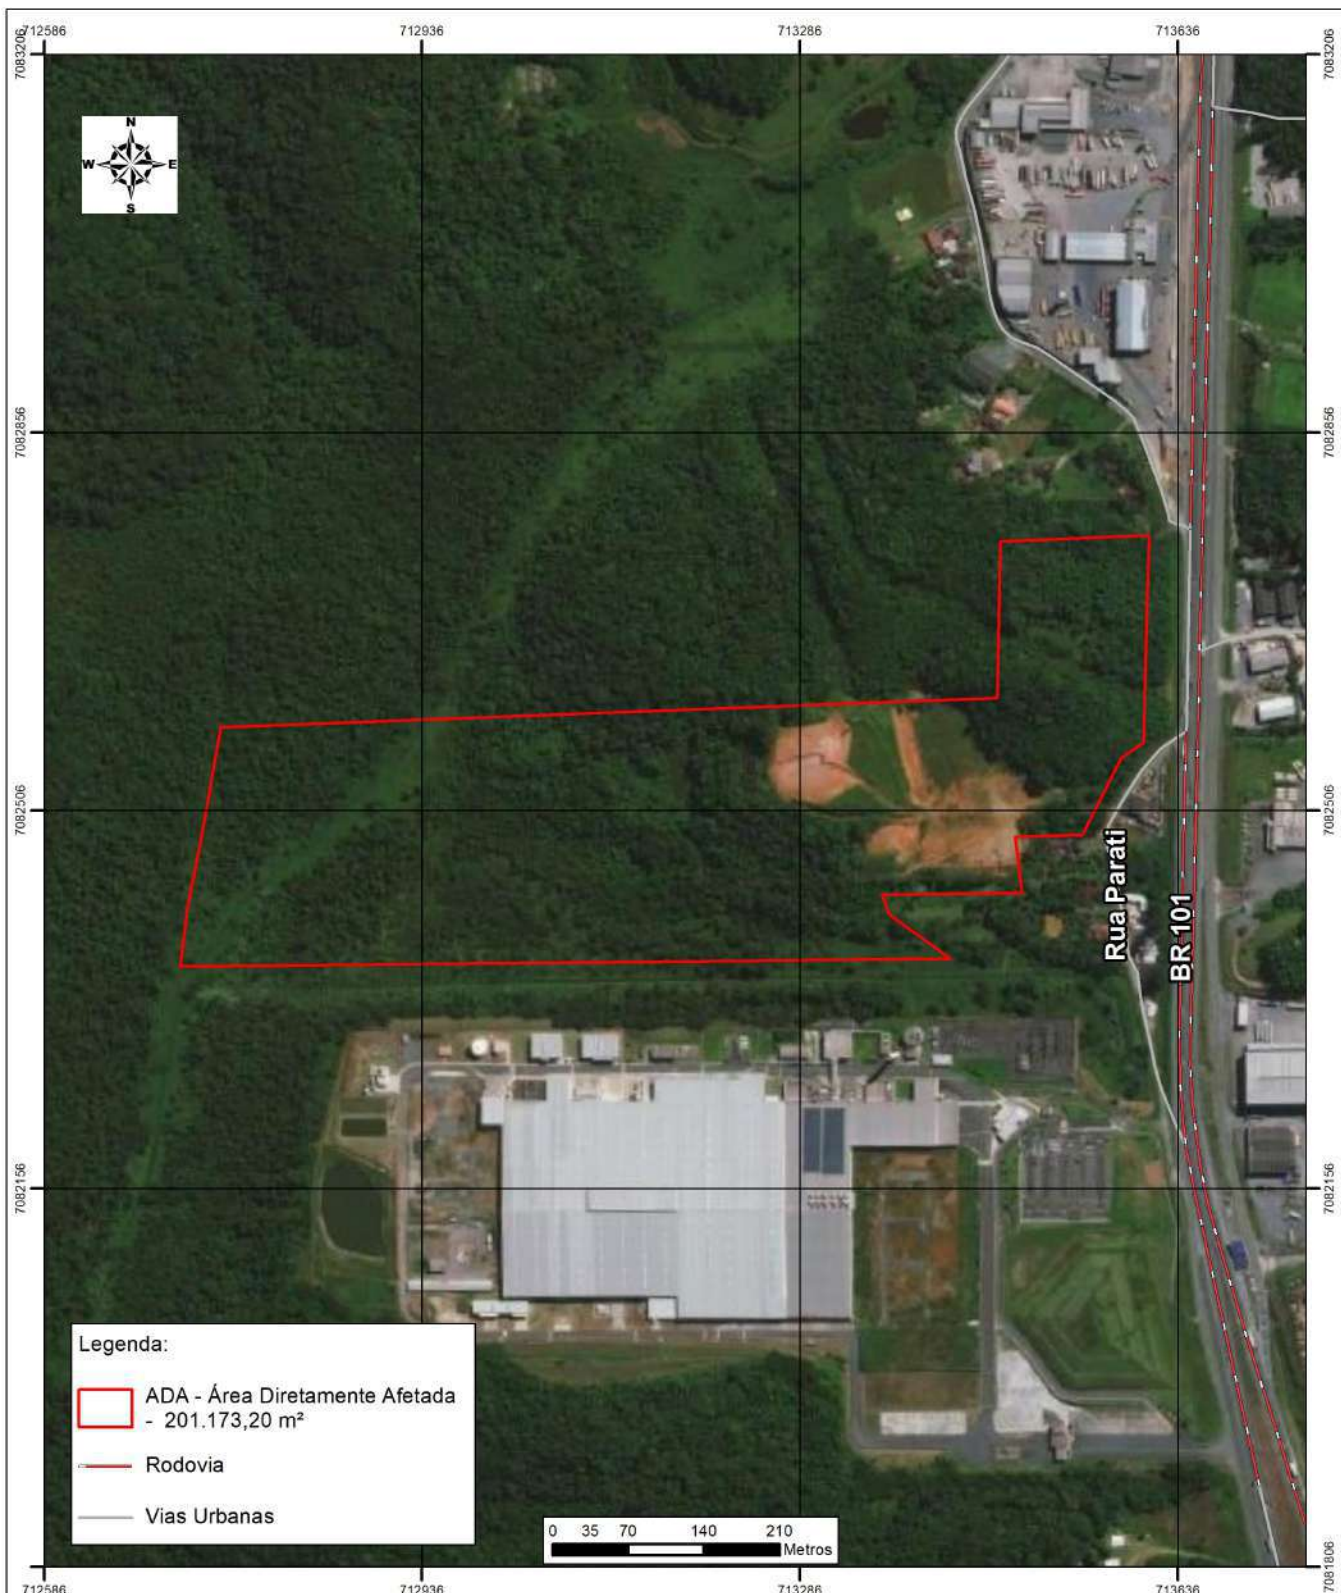 712586
712936
713286
713636
7083206
7083206
N
W E
S
7082856
7082856
7082506
7082506
Rua Parati
BR 101
7082156
7082156
Legenda:
ADA - Área Diretamente Afetada
- 201.173,20 m²
Rodovia
Vias Urbanas
0 35 70 140 210
Metros
7081806
712586
712936
713286
713636